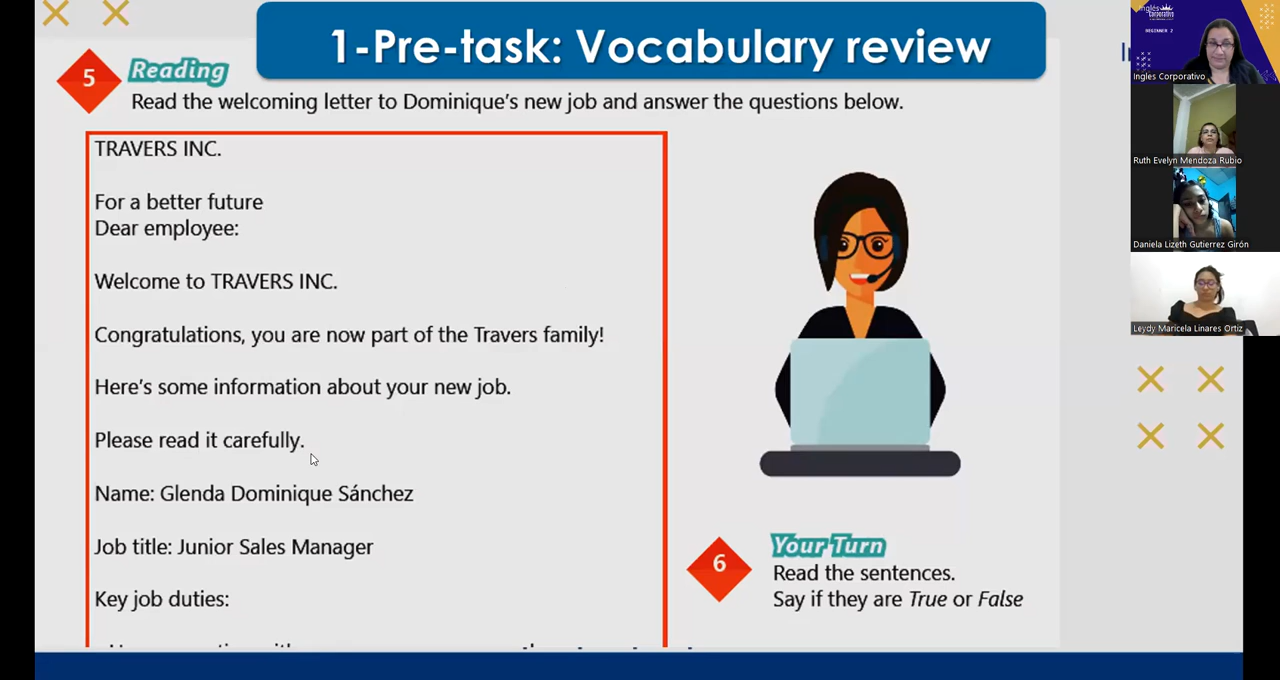 1-Pre-task: Vocabulary review
5
Reading
Read the welcoming letter to Dominique's new job and answer the questions below.
TRAVERS INC.
For a better future
Dear employee:
Welcome to TRAVERS INC.
Congratulations, you are now part of the Travers family!
Here's some information about your new job.
Please read it carefully.
Name: Glenda Dominique Sánchez
Job title: Junior Sales Manager
Key job duties:
6
Your Turn
Read the sentences.
Say if they are True or False
Inglés
Corporativo
BEGINNER 2
Ingles Corporativo
Ruth Evelyn Mendoza Rubio
Daniela Lizeth Gutierrez Girón
Leydy Maricela Linares Ortiz